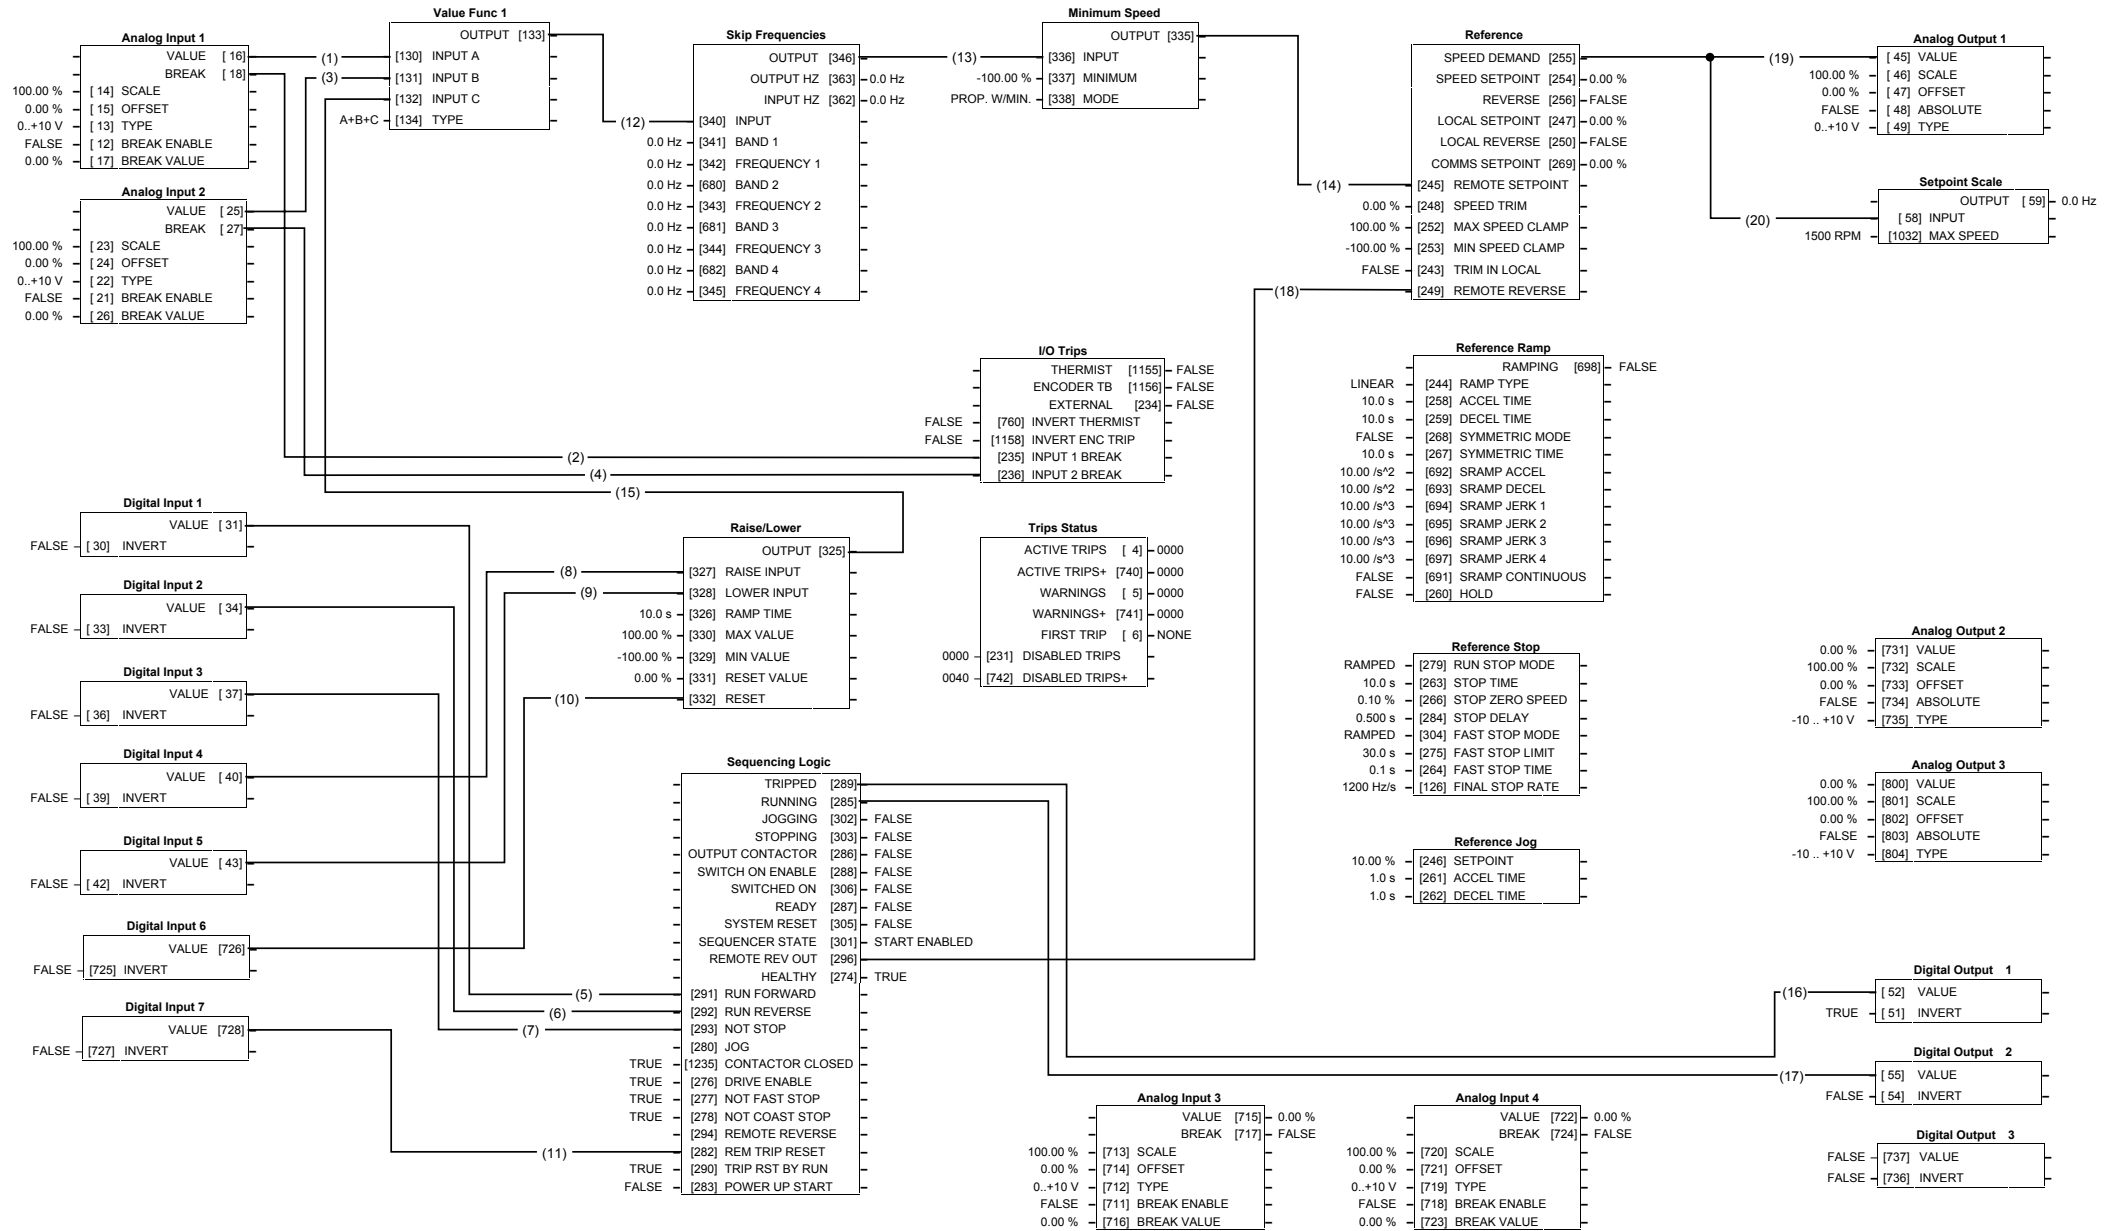 Analog Input 1
VALUE [ 16]
BREAK [ 18]
100.00 % [ 14] SCALE
0.00 % [ 15] OFFSET
0..+10 V [ 13] TYPE
FALSE [ 12] BREAK ENABLE
0.00 % [ 17] BREAK VALUE
Analog Input 2
VALUE [ 25]
BREAK [ 27]
100.00 % [ 23] SCALE
0.00 % [ 24] OFFSET
0..+10 V [ 22] TYPE
FALSE [ 21] BREAK ENABLE
0.00 % [ 26] BREAK VALUE
(1)
(3)
Value Func 1
OUTPUT [133]
[130] INPUT A
[131] INPUT B
[132] INPUT C
A+B+C [134] TYPE
(12)
Skip Frequencies
OUTPUT [346]
OUTPUT HZ [363] 0.0 Hz
INPUT HZ [362] 0.0 Hz
[340] INPUT
0.0 Hz [341] BAND 1
0.0 Hz [342] FREQUENCY 1
0.0 Hz [680] BAND 2
0.0 Hz [343] FREQUENCY 2
0.0 Hz [681] BAND 3
0.0 Hz [344] FREQUENCY 3
0.0 Hz [682] BAND 4
0.0 Hz [345] FREQUENCY 4
(13)
Minimum Speed
OUTPUT [335]
[336] INPUT
-100.00 % [337] MINIMUM
PROP. W/MIN. [338] MODE
(14)
(18)
Reference
SPEED DEMAND [255]
SPEED SETPOINT [254] 0.00 %
REVERSE [256] FALSE
LOCAL SETPOINT [247] 0.00 %
LOCAL REVERSE [250] FALSE
COMMS SETPOINT [269] 0.00 %
[245] REMOTE SETPOINT
0.00 % [248] SPEED TRIM
100.00 % [252] MAX SPEED CLAMP
-100.00 % [253] MIN SPEED CLAMP
FALSE [243] TRIM IN LOCAL
[249] REMOTE REVERSE
(19)
(20)
Analog Output 1
[ 45] VALUE
100.00 % [ 46] SCALE
0.00 % [ 47] OFFSET
FALSE [ 48] ABSOLUTE
0..+10 V [ 49] TYPE
Setpoint Scale
OUTPUT [ 59] 0.0 Hz
[ 58] INPUT
1500 RPM [1032] MAX SPEED
I/O Trips
THERMIST [1155] FALSE
ENCODER TB [1156] FALSE
EXTERNAL [234] FALSE
FALSE [760] INVERT THERMIST
FALSE [1158] INVERT ENC TRIP
[235] INPUT 1 BREAK
[236] INPUT 2 BREAK
(2)
(4)
(15)
Reference Ramp
RAMPING [698] FALSE
LINEAR [244] RAMP TYPE
10.0 s [258] ACCEL TIME
10.0 s [259] DECEL TIME
FALSE [268] SYMMETRIC MODE
10.0 s [267] SYMMETRIC TIME
10.00 /s^2 [692] SRAMP ACCEL
10.00 /s^2 [693] SRAMP DECEL
10.00 /s^3 [694] SRAMP JERK 1
10.00 /s^3 [695] SRAMP JERK 2
10.00 /s^3 [696] SRAMP JERK 3
10.00 /s^3 [697] SRAMP JERK 4
FALSE [691] SRAMP CONTINUOUS
FALSE [260] HOLD
Digital Input 1
VALUE [ 31]
FALSE [ 30] INVERT
Digital Input 2
VALUE [ 34]
FALSE [ 33] INVERT
Digital Input 3
VALUE [ 37]
FALSE [ 36] INVERT
Digital Input 4
VALUE [ 40]
FALSE [ 39] INVERT
Digital Input 5
VALUE [ 43]
FALSE [ 42] INVERT
Digital Input 6
VALUE [726]
FALSE [725] INVERT
Digital Input 7
VALUE [728]
FALSE [727] INVERT
(8)
(9)
(10)
Raise/Lower
OUTPUT [325]
[327] RAISE INPUT
[328] LOWER INPUT
10.0 s [326] RAMP TIME
100.00 % [330] MAX VALUE
-100.00 % [329] MIN VALUE
0.00 % [331] RESET VALUE
[332] RESET
Trips Status
ACTIVE TRIPS [ 4] 0000
ACTIVE TRIPS+ [740] 0000
WARNINGS [ 5] 0000
WARNINGS+ [741] 0000
FIRST TRIP [ 6] NONE
0000 [231] DISABLED TRIPS
0040 [742] DISABLED TRIPS+
Reference Stop
RAMPED [279] RUN STOP MODE
10.0 s [263] STOP TIME
0.10 % [266] STOP ZERO SPEED
0.500 s [284] STOP DELAY
RAMPED [304] FAST STOP MODE
30.0 s [275] FAST STOP LIMIT
0.1 s [264] FAST STOP TIME
1200 Hz/s [126] FINAL STOP RATE
Analog Output 2
0.00 % [731] VALUE
100.00 % [732] SCALE
0.00 % [733] OFFSET
FALSE [734] ABSOLUTE
-10 .. +10 V [735] TYPE
Analog Output 3
0.00 % [800] VALUE
100.00 % [801] SCALE
0.00 % [802] OFFSET
FALSE [803] ABSOLUTE
-10 .. +10 V [804] TYPE
Sequencing Logic
TRIPPED [289]
RUNNING [285]
JOGGING [302] FALSE
STOPPING [303] FALSE
OUTPUT CONTACTOR [286] FALSE
SWITCH ON ENABLE [288] FALSE
SWITCHED ON [306] FALSE
READY [287] FALSE
SYSTEM RESET [305] FALSE
SEQUENCER STATE [301] START ENABLED
REMOTE REV OUT [296]
HEALTHY [274] TRUE
(5) [291] RUN FORWARD
(6) [292] RUN REVERSE
(7) [293] NOT STOP
[280] JOG
TRUE [1235] CONTACTOR CLOSED
TRUE [276] DRIVE ENABLE
TRUE [277] NOT FAST STOP
TRUE [278] NOT COAST STOP
[294] REMOTE REVERSE
(11) [282] REM TRIP RESET
TRUE [290] TRIP RST BY RUN
FALSE [283] POWER UP START
Reference Jog
10.00 % [246] SETPOINT
1.0 s [261] ACCEL TIME
1.0 s [262] DECEL TIME
Digital Output 1
(16) [ 52] VALUE
TRUE [ 51] INVERT
Digital Output 2
(17) [ 55] VALUE
FALSE [ 54] INVERT
Digital Output 3
FALSE [737] VALUE
FALSE [736] INVERT
Analog Input 3
VALUE [715] 0.00 %
BREAK [717] FALSE
100.00 % [713] SCALE
0.00 % [714] OFFSET
0..+10 V [712] TYPE
FALSE [711] BREAK ENABLE
0.00 % [716] BREAK VALUE
Analog Input 4
VALUE [722] 0.00 %
BREAK [724] FALSE
100.00 % [720] SCALE
0.00 % [721] OFFSET
0..+10 V [719] TYPE
FALSE [718] BREAK ENABLE
0.00 % [723] BREAK VALUE